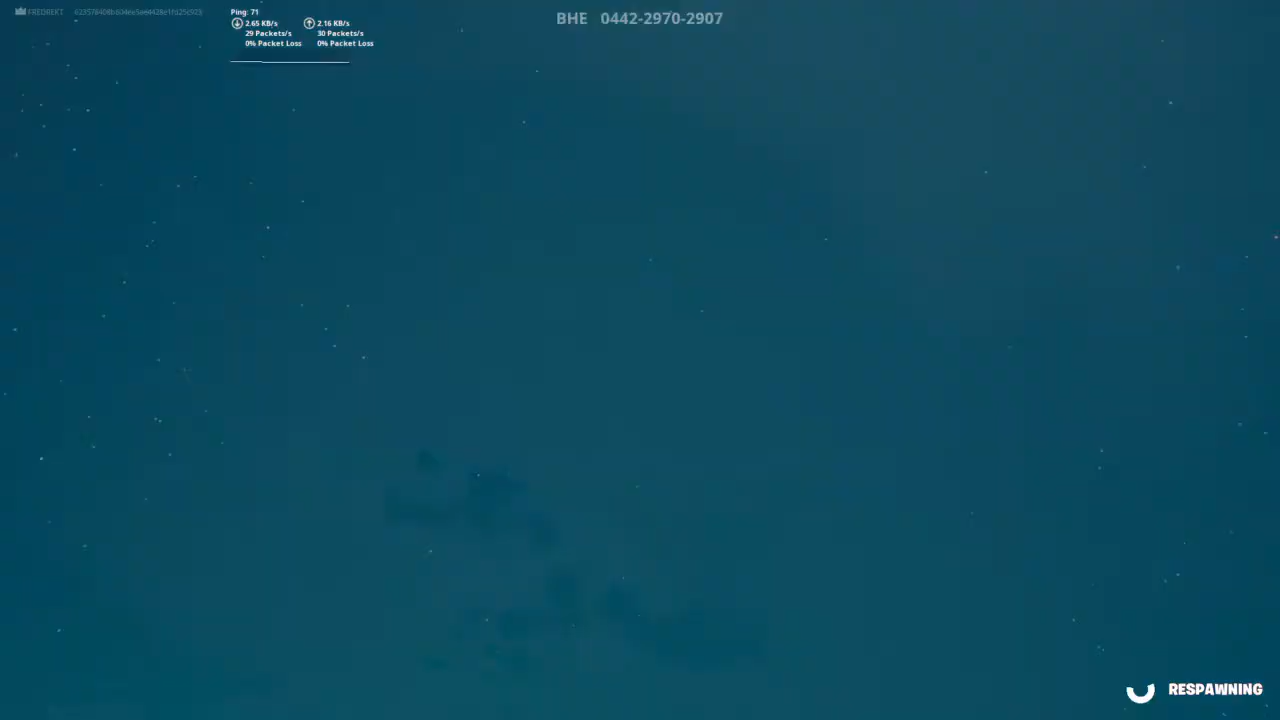 FREDREKT
Ping: 71
2.65 KB/s 2.16 KB/s
29 Packets/s 30 Packets/s
0% Packet Loss 0% Packet Loss
BHE 0442-2970-2907
RESPAWNING